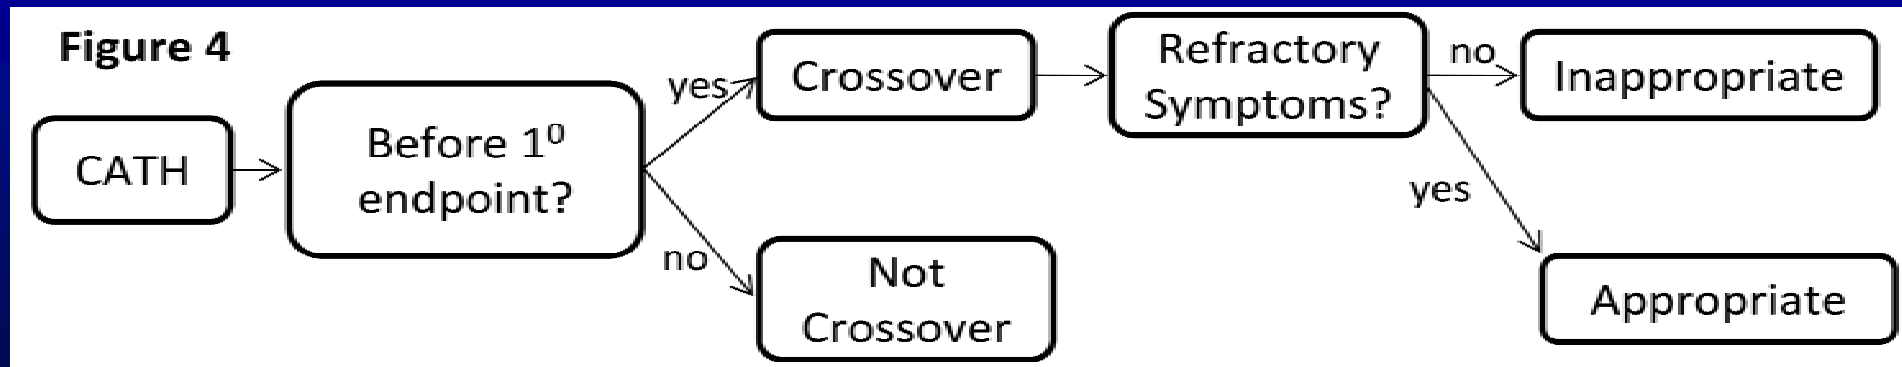 Figure 4
CATH
Before 1⁰
endpoint?
yes
no
Crossover
Not
Crossover
Refractory
Symptoms?
no
yes
Inappropriate
Appropriate